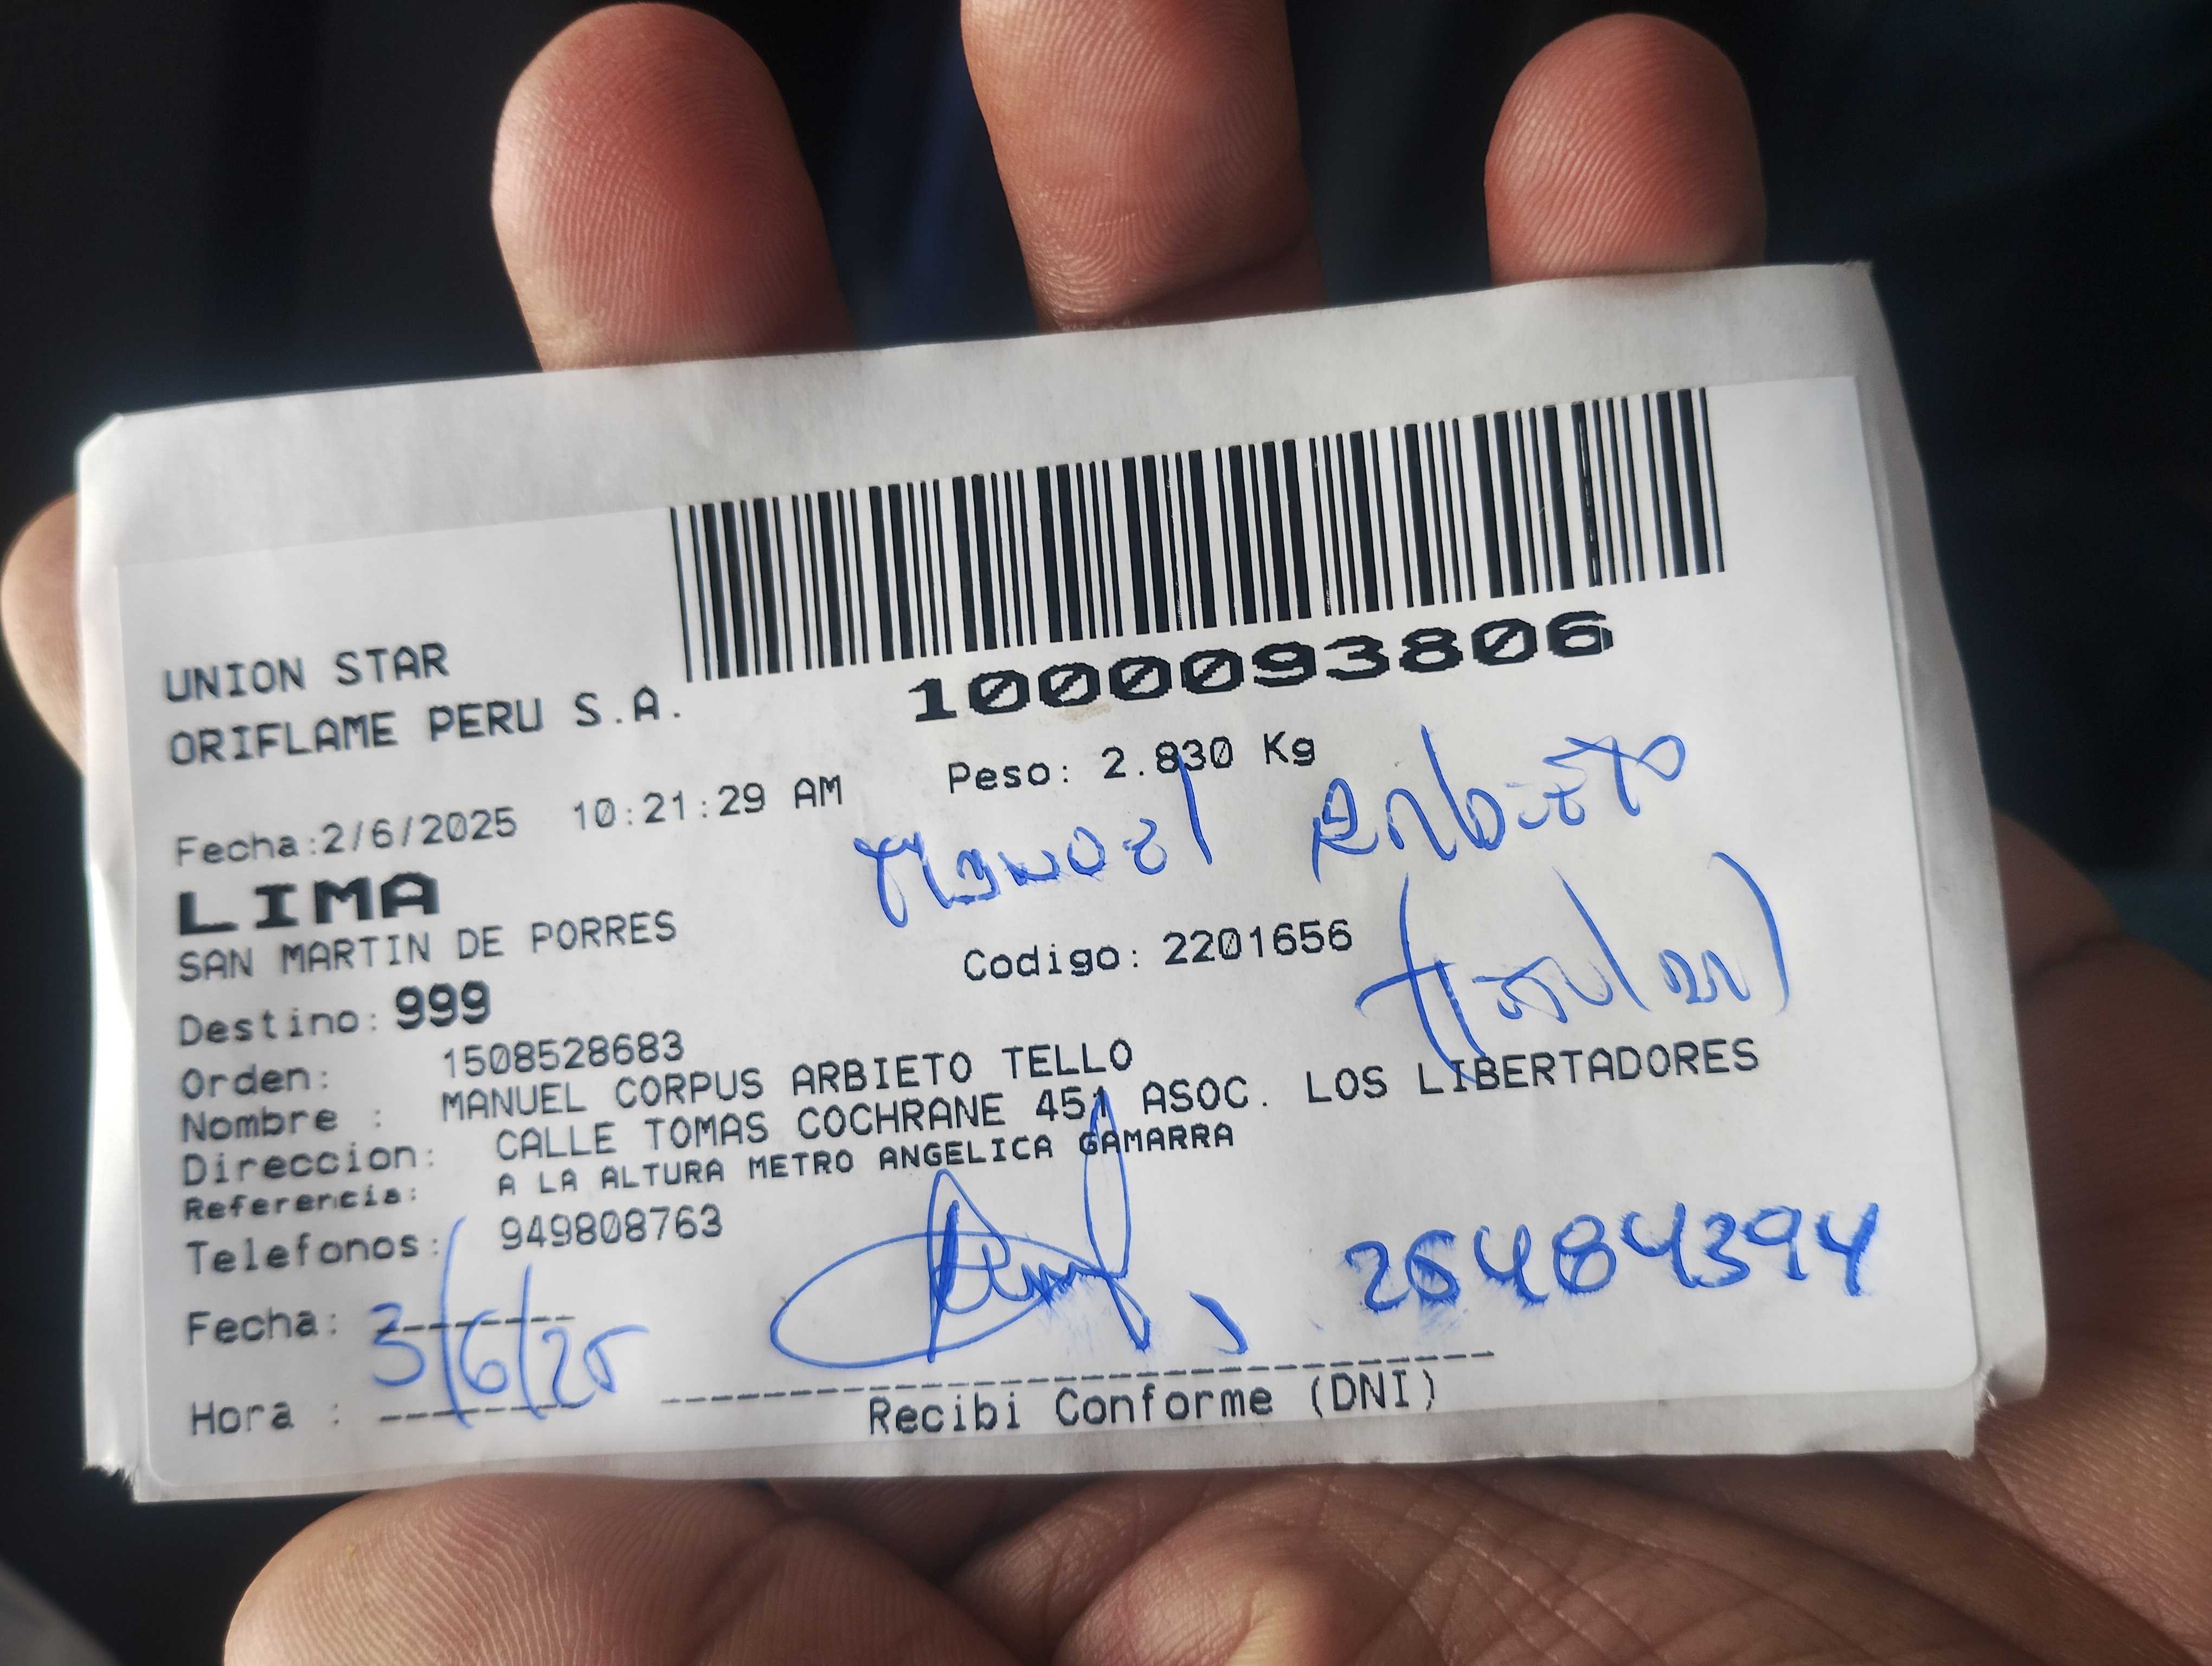 UNION STAR
ORIFLAME PERU S.A.
1000093806
Fecha:2/6/2025 10:21:29 AM Peso: 2.830 Kg
Manuel Arbieto
LIMA
SAN MARTIN DE PORRES
Codigo: 2201656
(Titular)
Destino: 999
Orden: 1508528683
Nombre : MANUEL CORPUS ARBIETO TELLO
Direccion: CALLE TOMAS COCHRANE 451 ASOC. LOS LIBERTADORES
Referencia: A LA ALTURA METRO ANGELICA GAMARRA
Telefonos: 949808763
Fecha: 3/6/25
Hora :
Recibi Conforme (DNI)